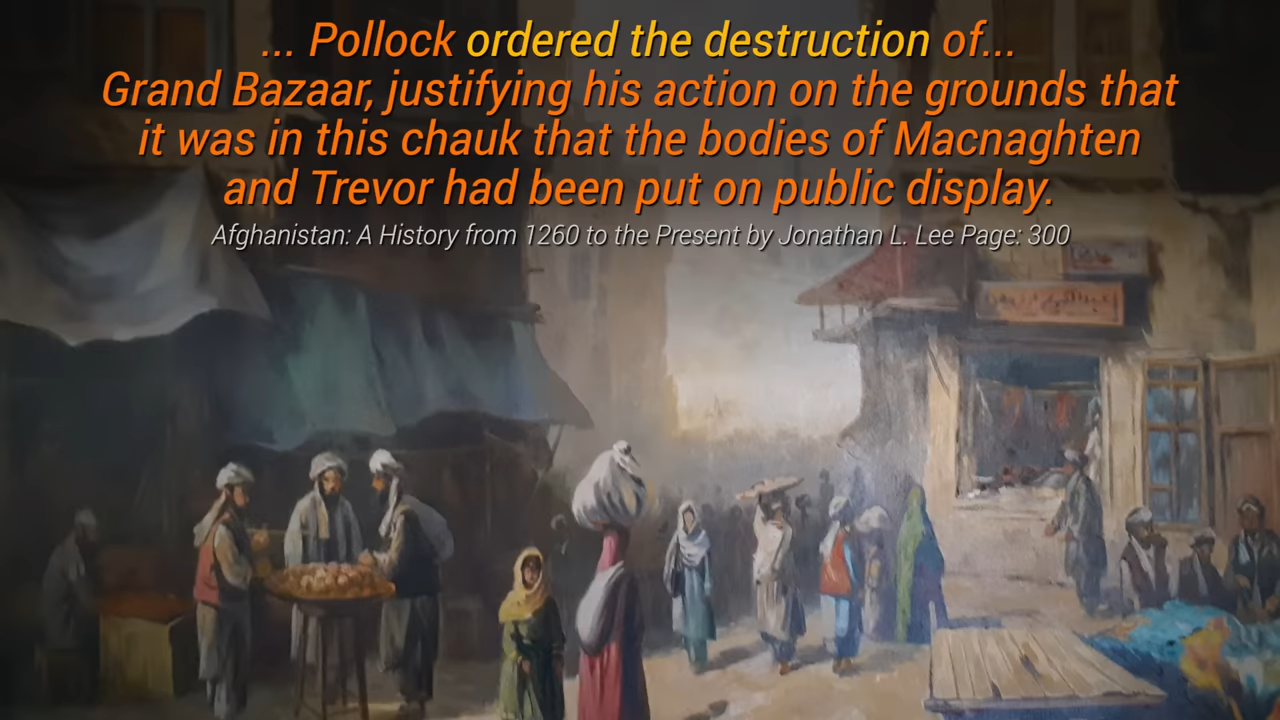 ... Pollock ordered the destruction of...
Grand Bazaar, justifying his action on the grounds that
it was in this chauk that the bodies of Macnaghten
and Trevor had been put on public display.
Afghanistan: A History from 1260 to the Present by Jonathan L. Lee Page: 300